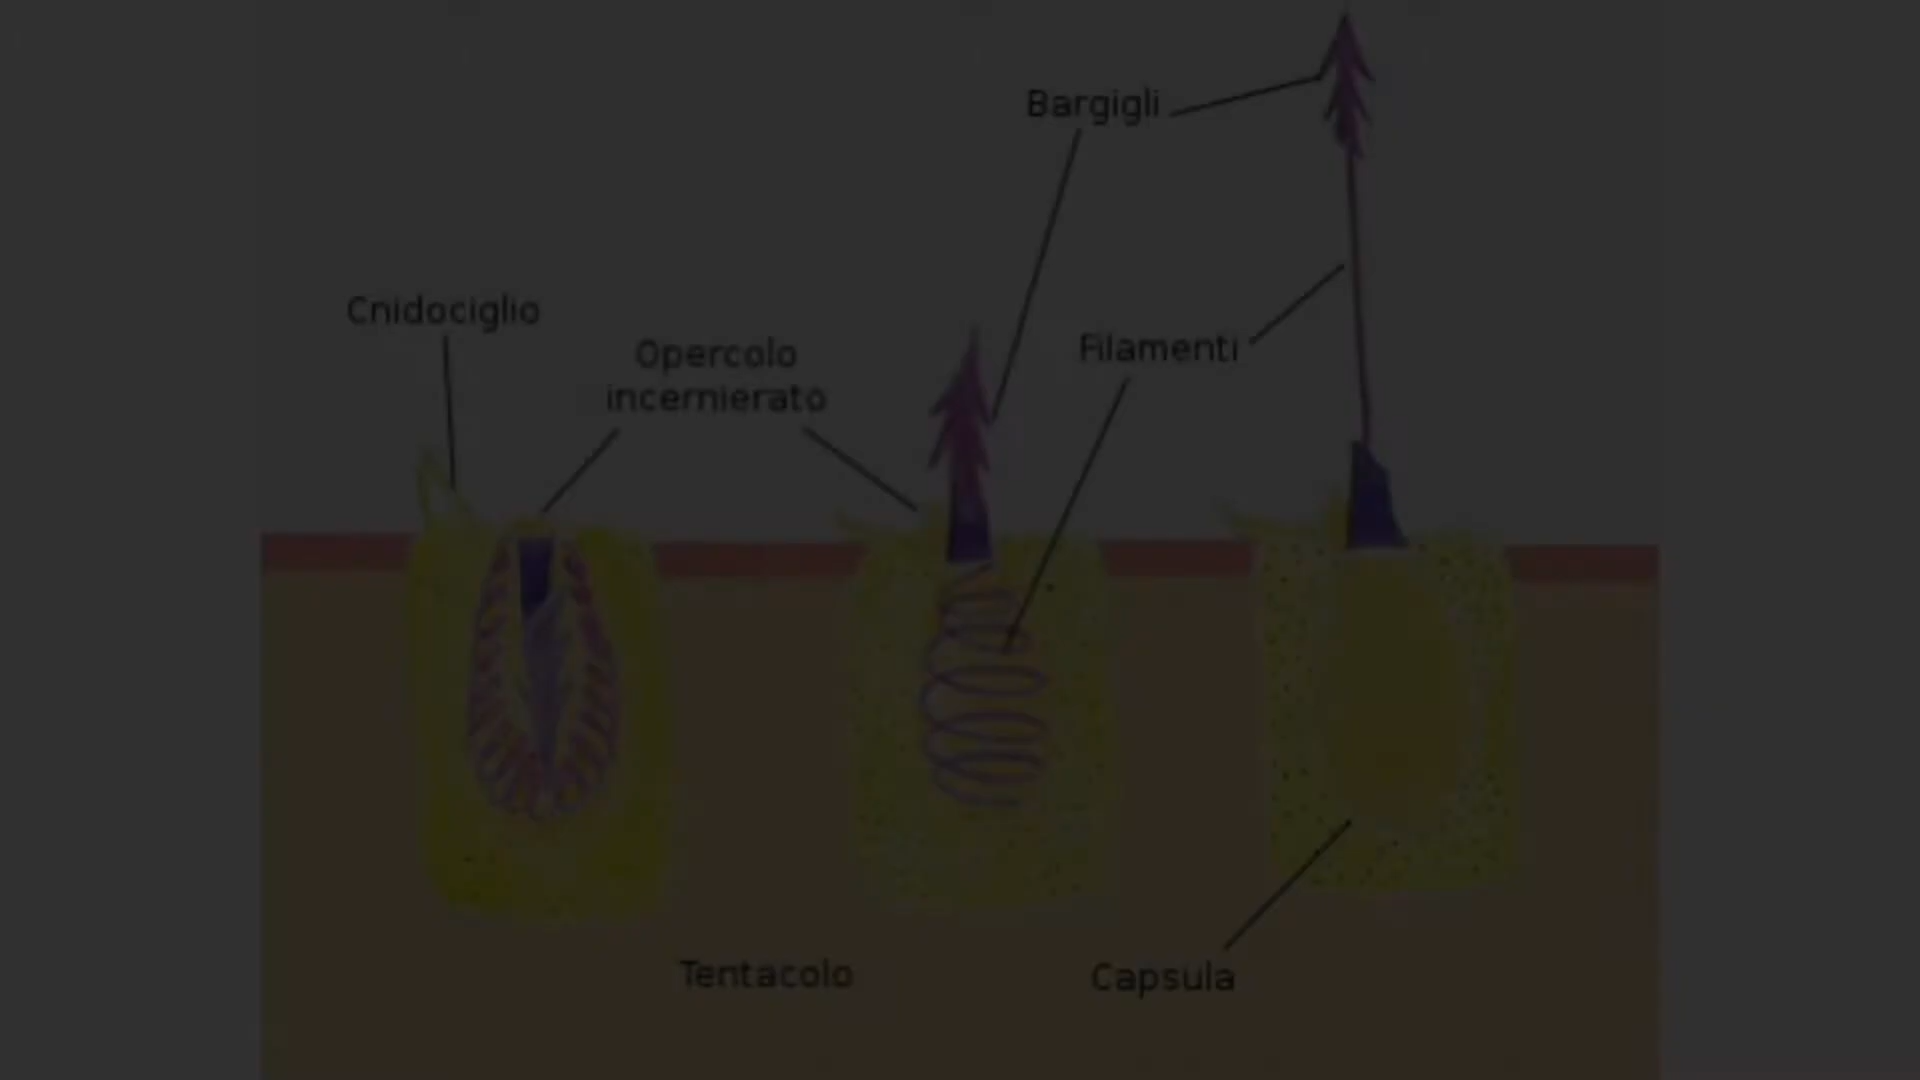 Bargigli
Cnidociglio
Opercolo
incernierato
Filamenti
Tentacolo
Capsula